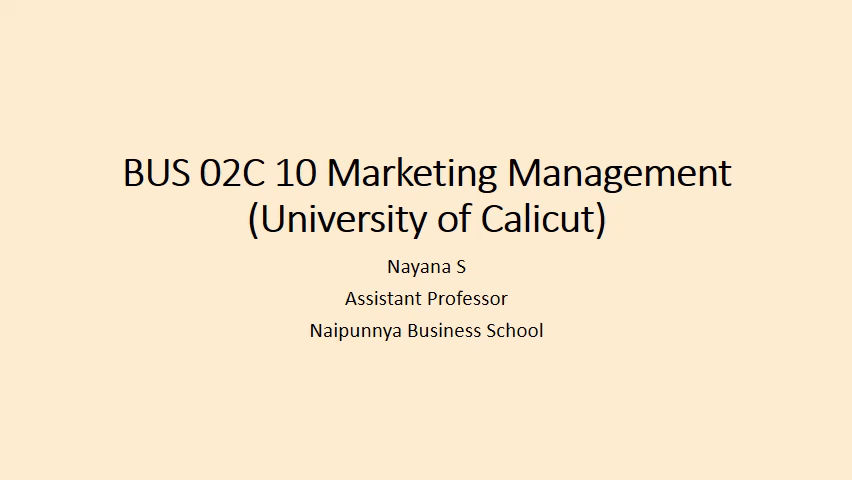 BUS 02C 10 Marketing Management
(University of Calicut)
Nayana S
Assistant Professor
Naipunnya Business School